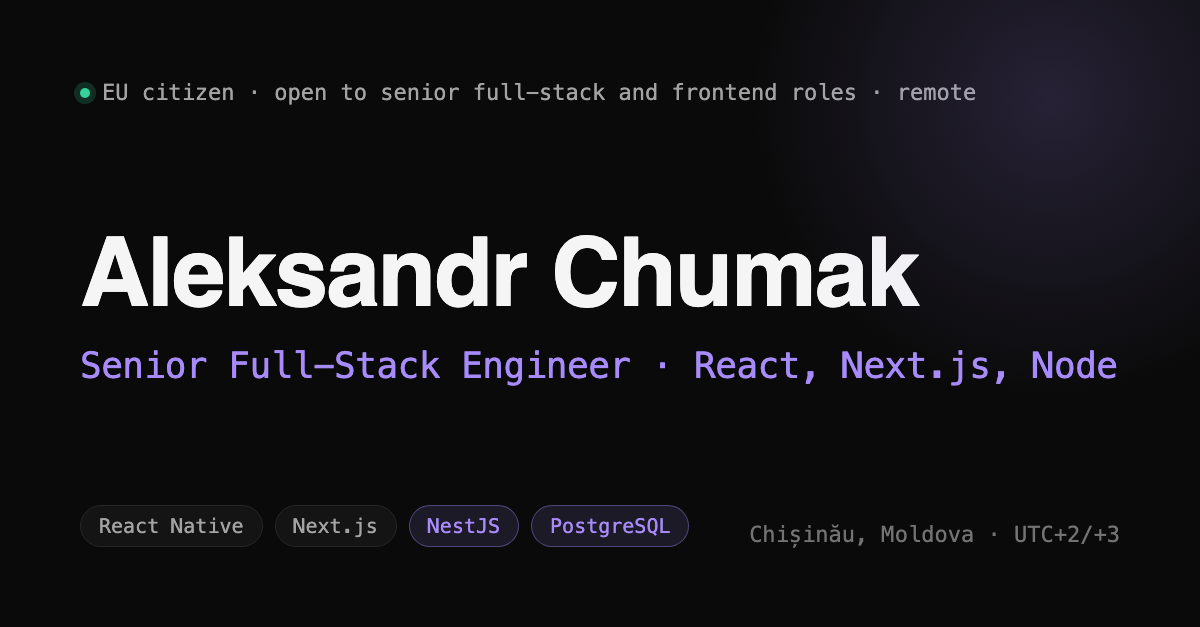 EU citizen · open to senior full-stack and frontend roles · remote
Aleksandr Chumak
Senior Full-Stack Engineer · React, Next.js, Node
React Native
Next.js
NestJS
PostgreSQL
Chișinău, Moldova · UTC+2/+3